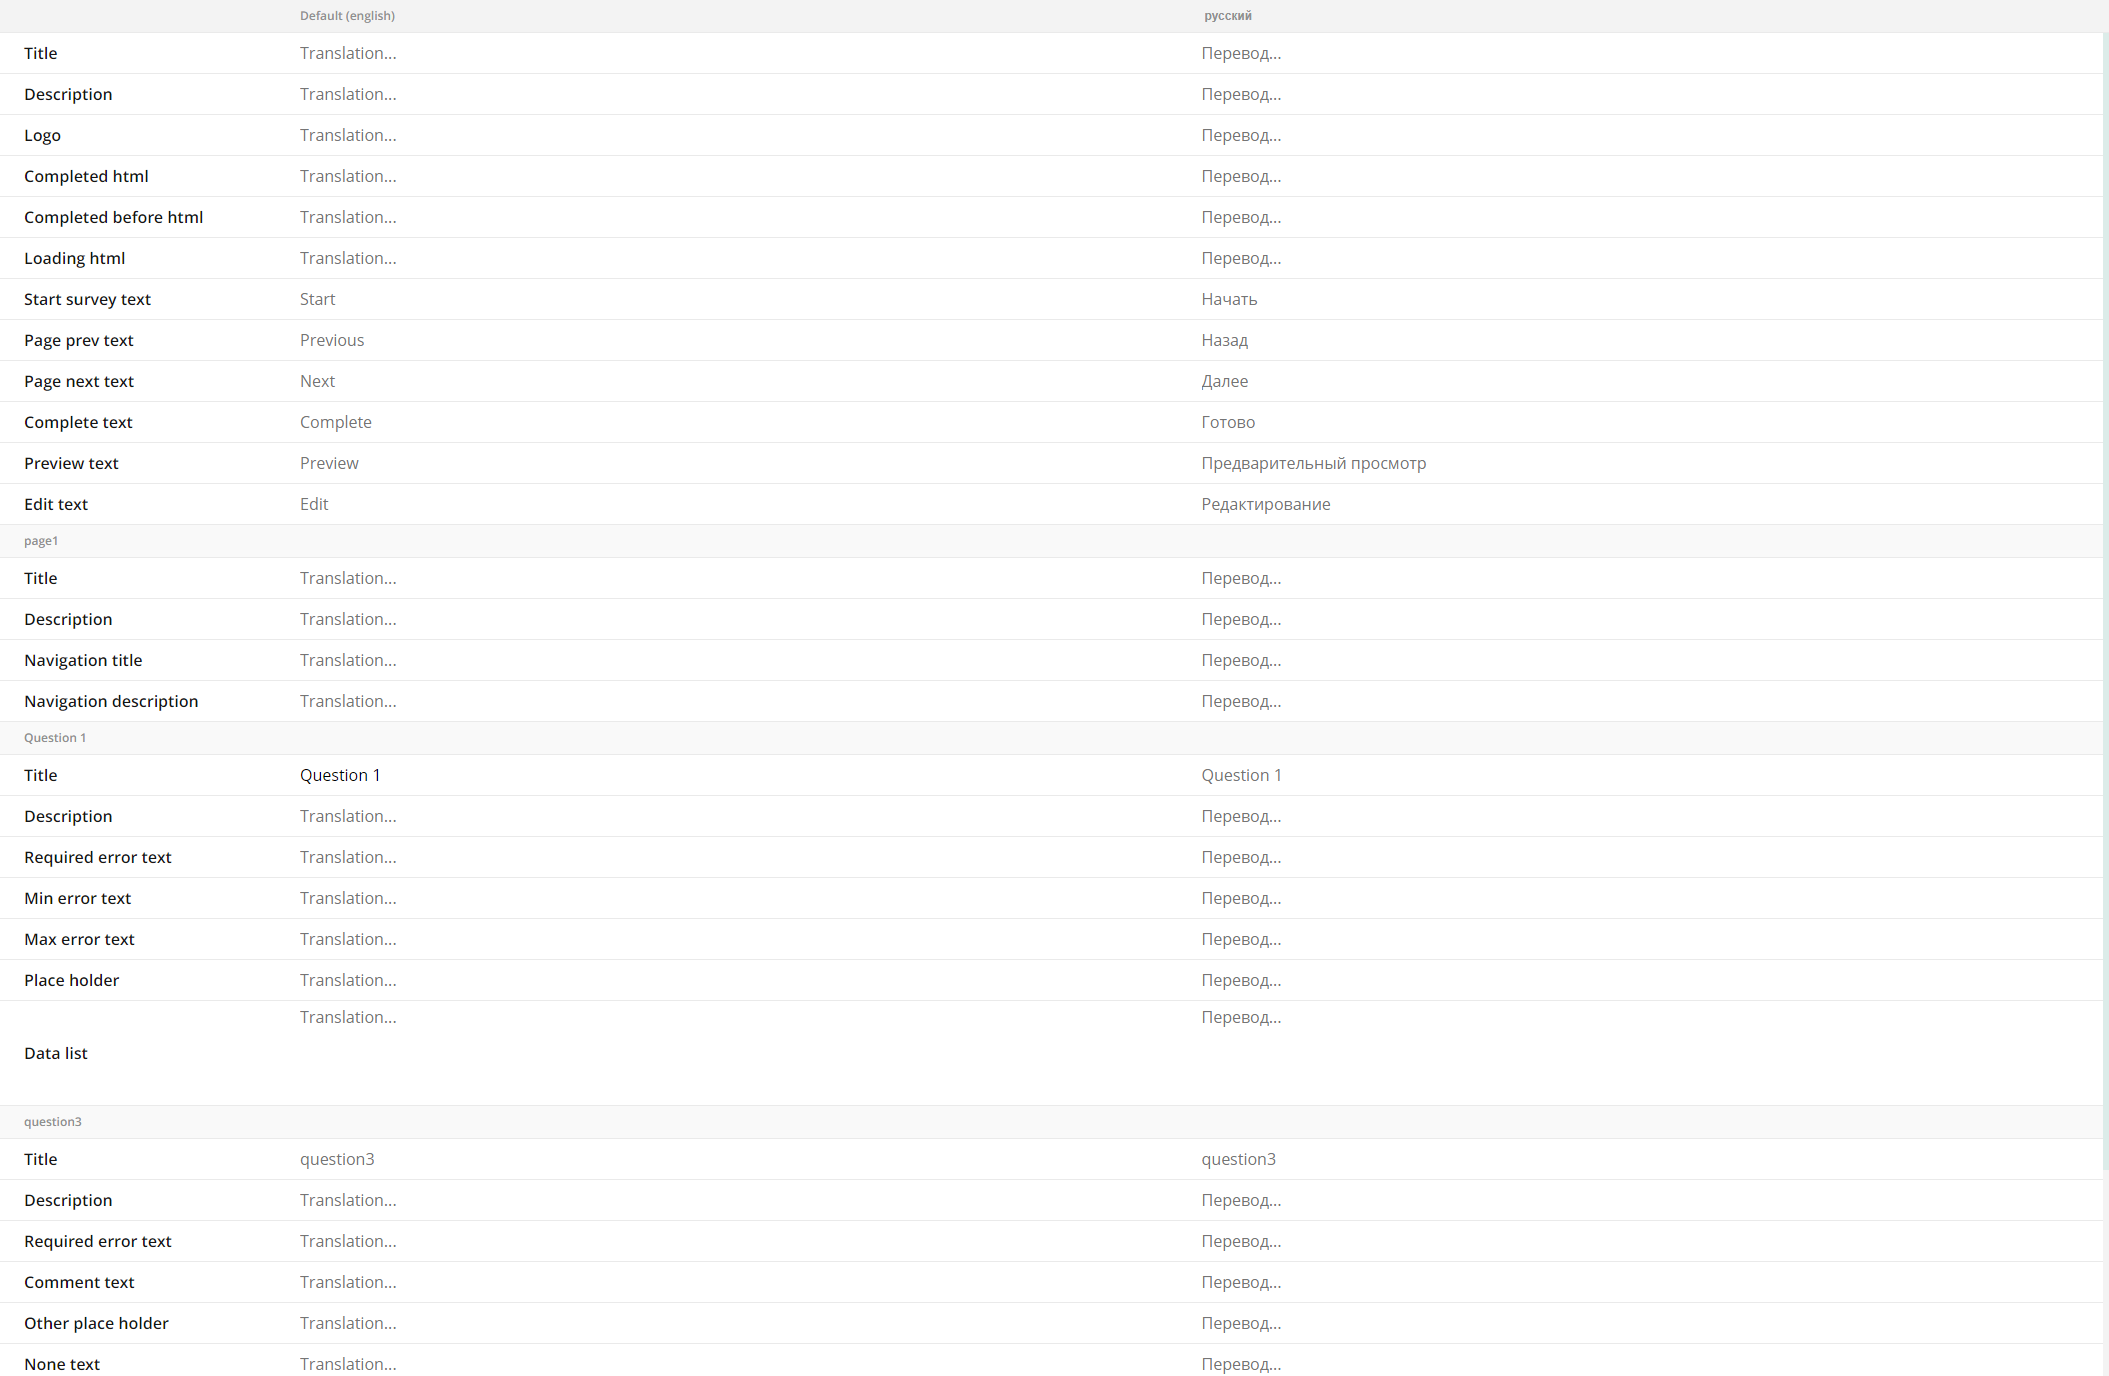 Default (english) русский
Title Translation... Перевод...
Description Translation... Перевод...
Logo Translation... Перевод...
Completed html Translation... Перевод...
Completed before html Translation... Перевод...
Loading html Translation... Перевод...
Start survey text Start Начать
Page prev text Previous Назад
Page next text Next Далее
Complete text Complete Готово
Preview text Preview Предварительный просмотр
Edit text Edit Редактирование
page1
Title Translation... Перевод...
Description Translation... Перевод...
Navigation title Translation... Перевод...
Navigation description Translation... Перевод...
Question 1
Title Question 1 Question 1
Description Translation... Перевод...
Required error text Translation... Перевод...
Min error text Translation... Перевод...
Max error text Translation... Перевод...
Place holder Translation... Перевод...
Translation... Перевод...
Data list
question3
Title question3 question3
Description Translation... Перевод...
Required error text Translation... Перевод...
Comment text Translation... Перевод...
Other place holder Translation... Перевод...
None text Translation... Перевод...